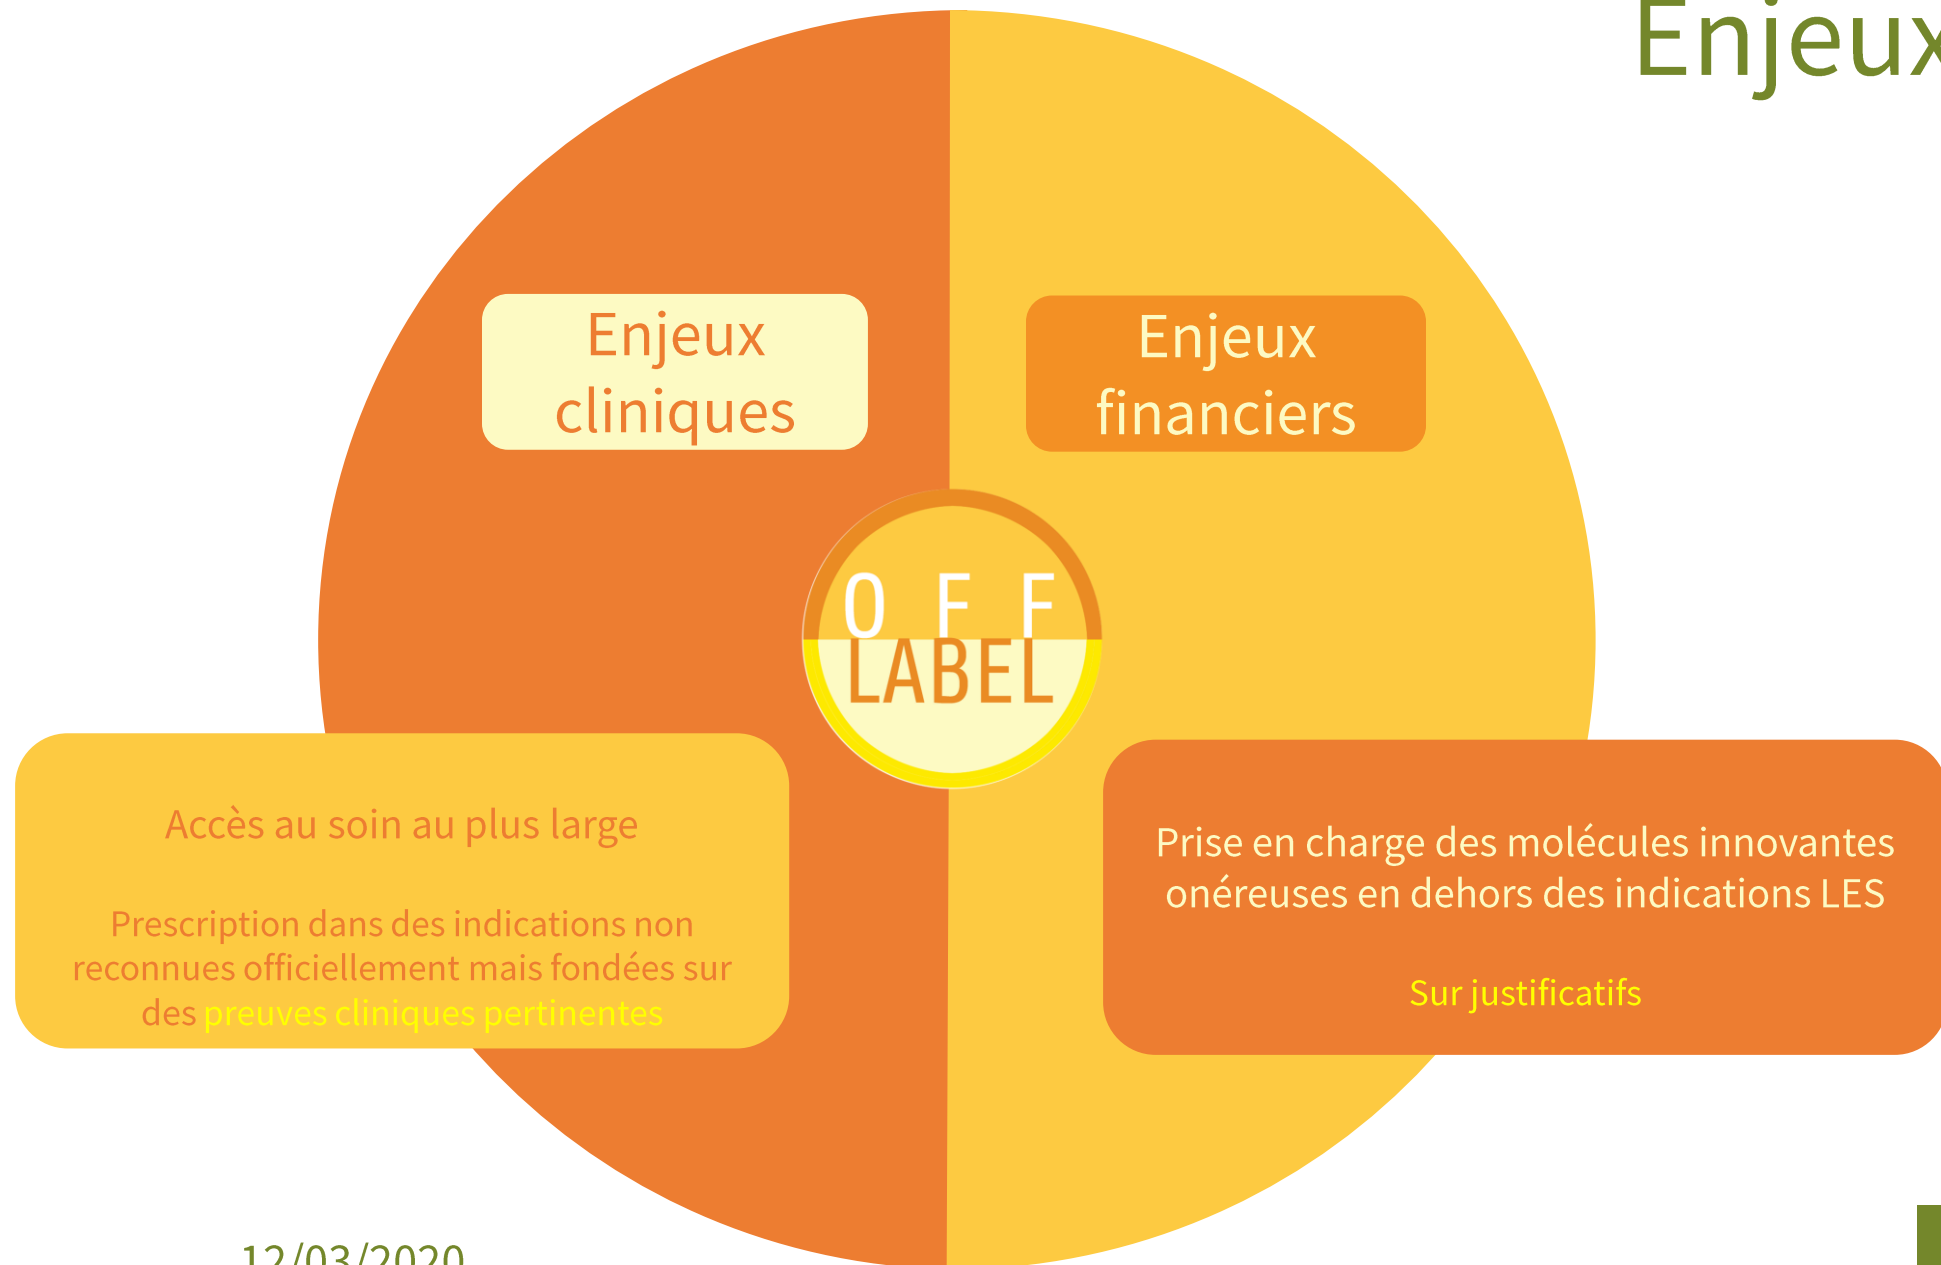 Enjeux
Enjeux
cliniques
Enjeux
financiers
O F F
LABEL
Accès au soin au plus large
Prescription dans des indications non
reconnues officiellement mais fondées sur
des preuves cliniques pertinentes
Prise en charge des molécules innovantes
onéreuses en dehors des indications LES
Sur justificatifs
12/03/2020